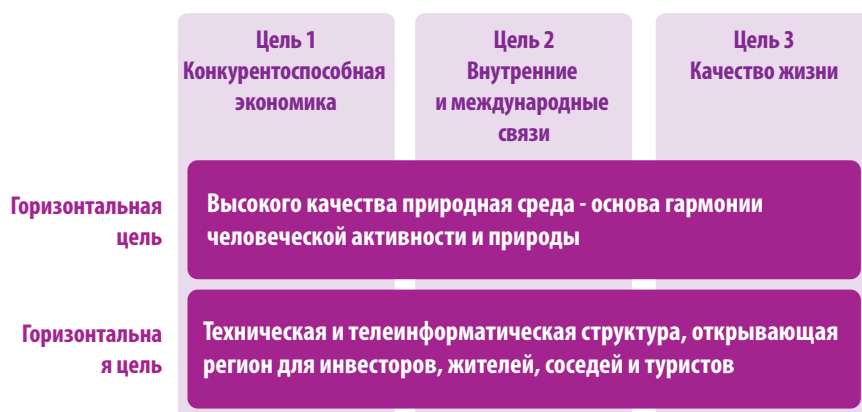 Цель 1
Конкурентоспособная
экономика
Цель 2
Внутренние
и международные
связи
Цель 3
Качество жизни
Горизонтальная
цель
Высокого качества природная среда - основа гармонии
человеческой активности и природы
Горизонтальна
я цель
Техническая и телеинформатическая структура, открывающая
регион для инвесторов, жителей, соседей и туристов